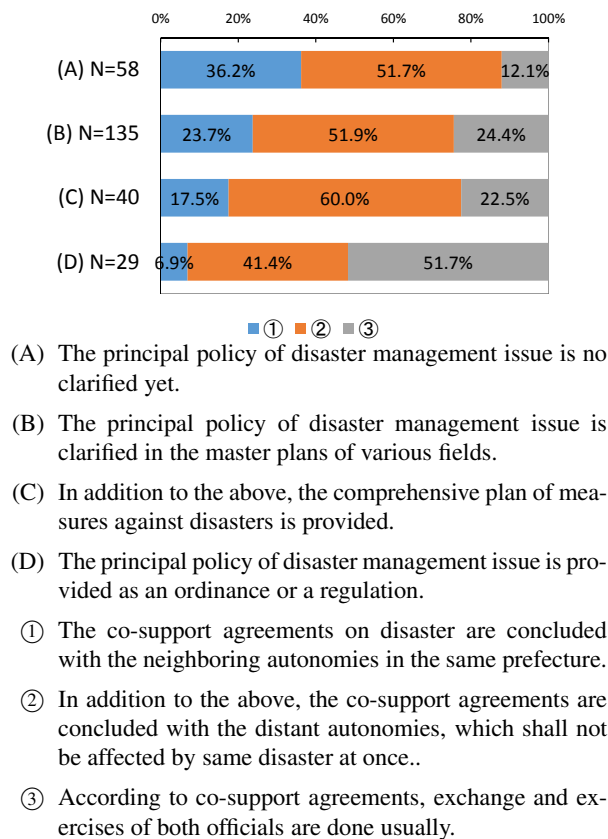 0% 20% 40% 60% 80% 100%
(A) N=58 36.2% 51.7% 12.1%
(B) N=135 23.7% 51.9% 24.4%
(C) N=40 17.5% 60.0% 22.5%
(D) N=29 6.9% 41.4% 51.7%
① ② ③
(A) The principal policy of disaster management issue is no
clarified yet.
(B) The principal policy of disaster management issue is
clarified in the master plans of various fields.
(C) In addition to the above, the comprehensive plan of mea-
sures against disasters is provided.
(D) The principal policy of disaster management issue is pro-
vided as an ordinance or a regulation.
① The co-support agreements on disaster are concluded
with the neighboring autonomies in the same prefecture.
② In addition to the above, the co-support agreements are
concluded with the distant autonomies, which shall not
be affected by same disaster at once..
③ According to co-support agreements, exchange and ex-
ercises of both officials are done usually.